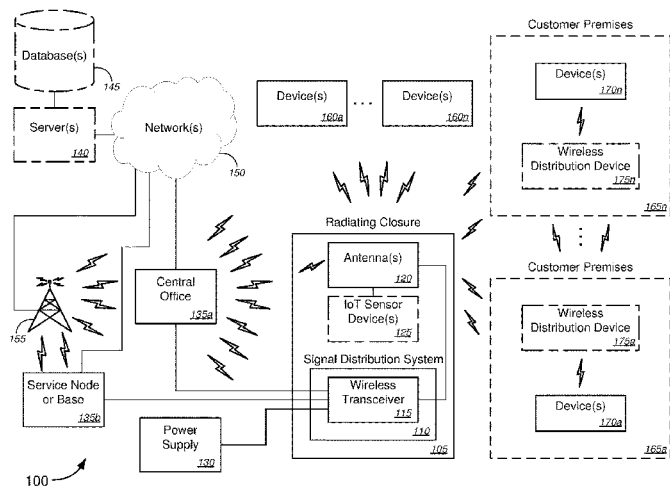 Customer Premises
Database(s)
145
Server(s)
140
Network(s)
150
Device(s)
160a
...
Device(s)
160n
Device(s)
170n
Wireless
Distribution Device
175n
165n
Radiating Closure
Antenna(s)
120
IoT Sensor
Device(s)
125
Central
Office
135a
155
Customer Premises
Wireless
Distribution Device
175a
Device(s)
170a
165a
Signal Distribution System
Wireless
Transceiver
115
110
105
Service Node
or Base
135b
Power
Supply
130
100